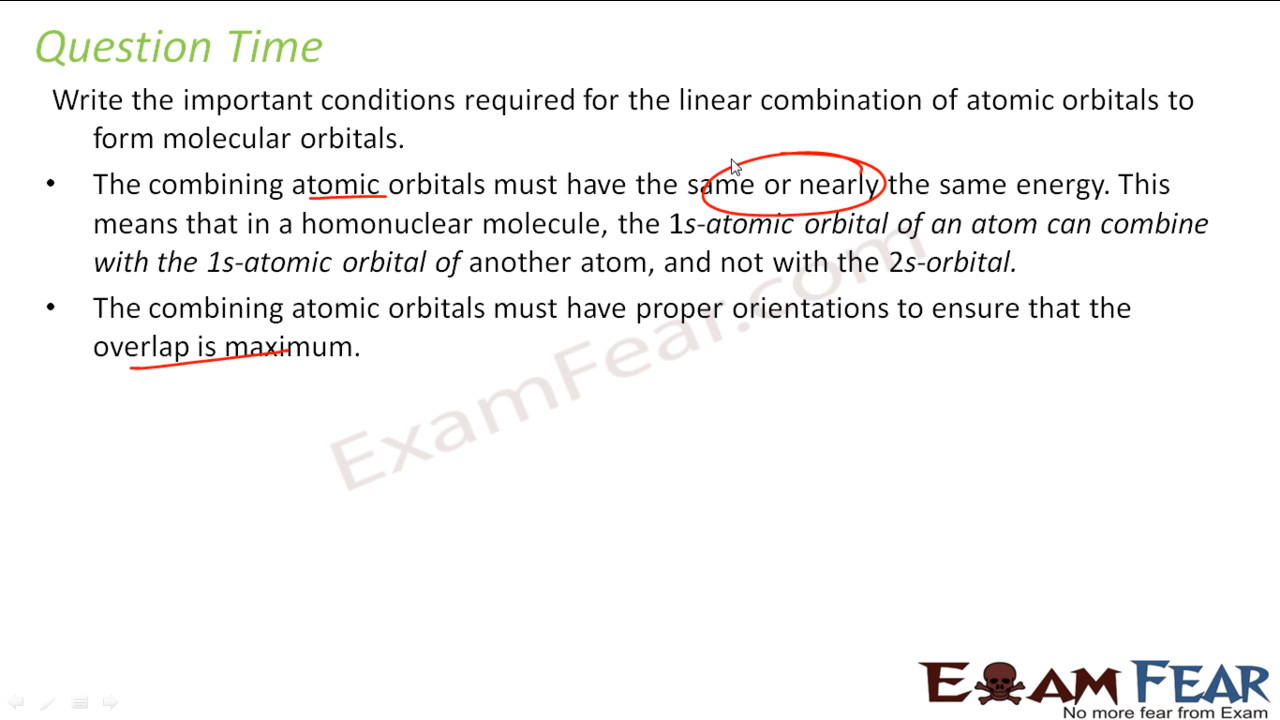 Question Time
Write the important conditions required for the linear combination of atomic orbitals to
form molecular orbitals.
• The combining atomic orbitals must have the same or nearly the same energy. This
means that in a homonuclear molecule, the 1s-atomic orbital of an atom can combine
with the 1s-atomic orbital of another atom, and not with the 2s-orbital.
• The combining atomic orbitals must have proper orientations to ensure that the
overlap is maximum.
ExamFear.com
EXAM FEAR
No more fear from Exam